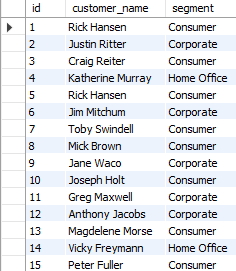 id customer_name segment
1 Rick Hansen Consumer
2 Justin Ritter Corporate
3 Craig Reiter Consumer
4 Katherine Murray Home Office
5 Rick Hansen Consumer
6 Jim Mitchum Corporate
7 Toby Swindell Consumer
8 Mick Brown Consumer
9 Jane Waco Corporate
10 Joseph Holt Consumer
11 Greg Maxwell Corporate
12 Anthony Jacobs Corporate
13 Magdelene Morse Consumer
14 Vicky Freymann Home Office
15 Peter Fuller Consumer